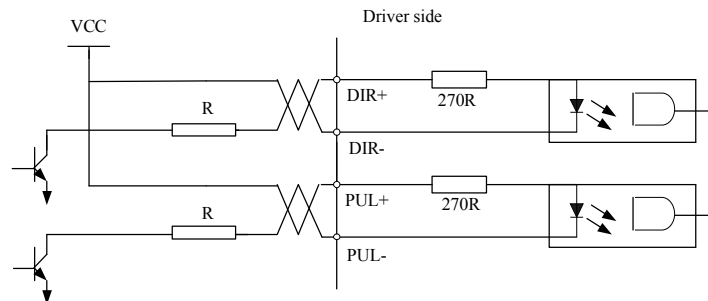 Driver side
VCC
DIR+
270R
R
DIR-
PUL+
270R
R
PUL-